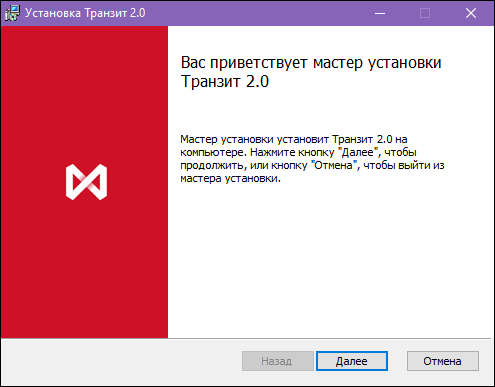 Установка Транзит 2.0
Вас приветствует мастер установки
Транзит 2.0
Мастер установки установит Транзит 2.0 на
компьютере. Нажмите кнопку "Далее", чтобы
продолжить, или кнопку "Отмена", чтобы выйти из
мастера установки.
Назад
Далее
Отмена